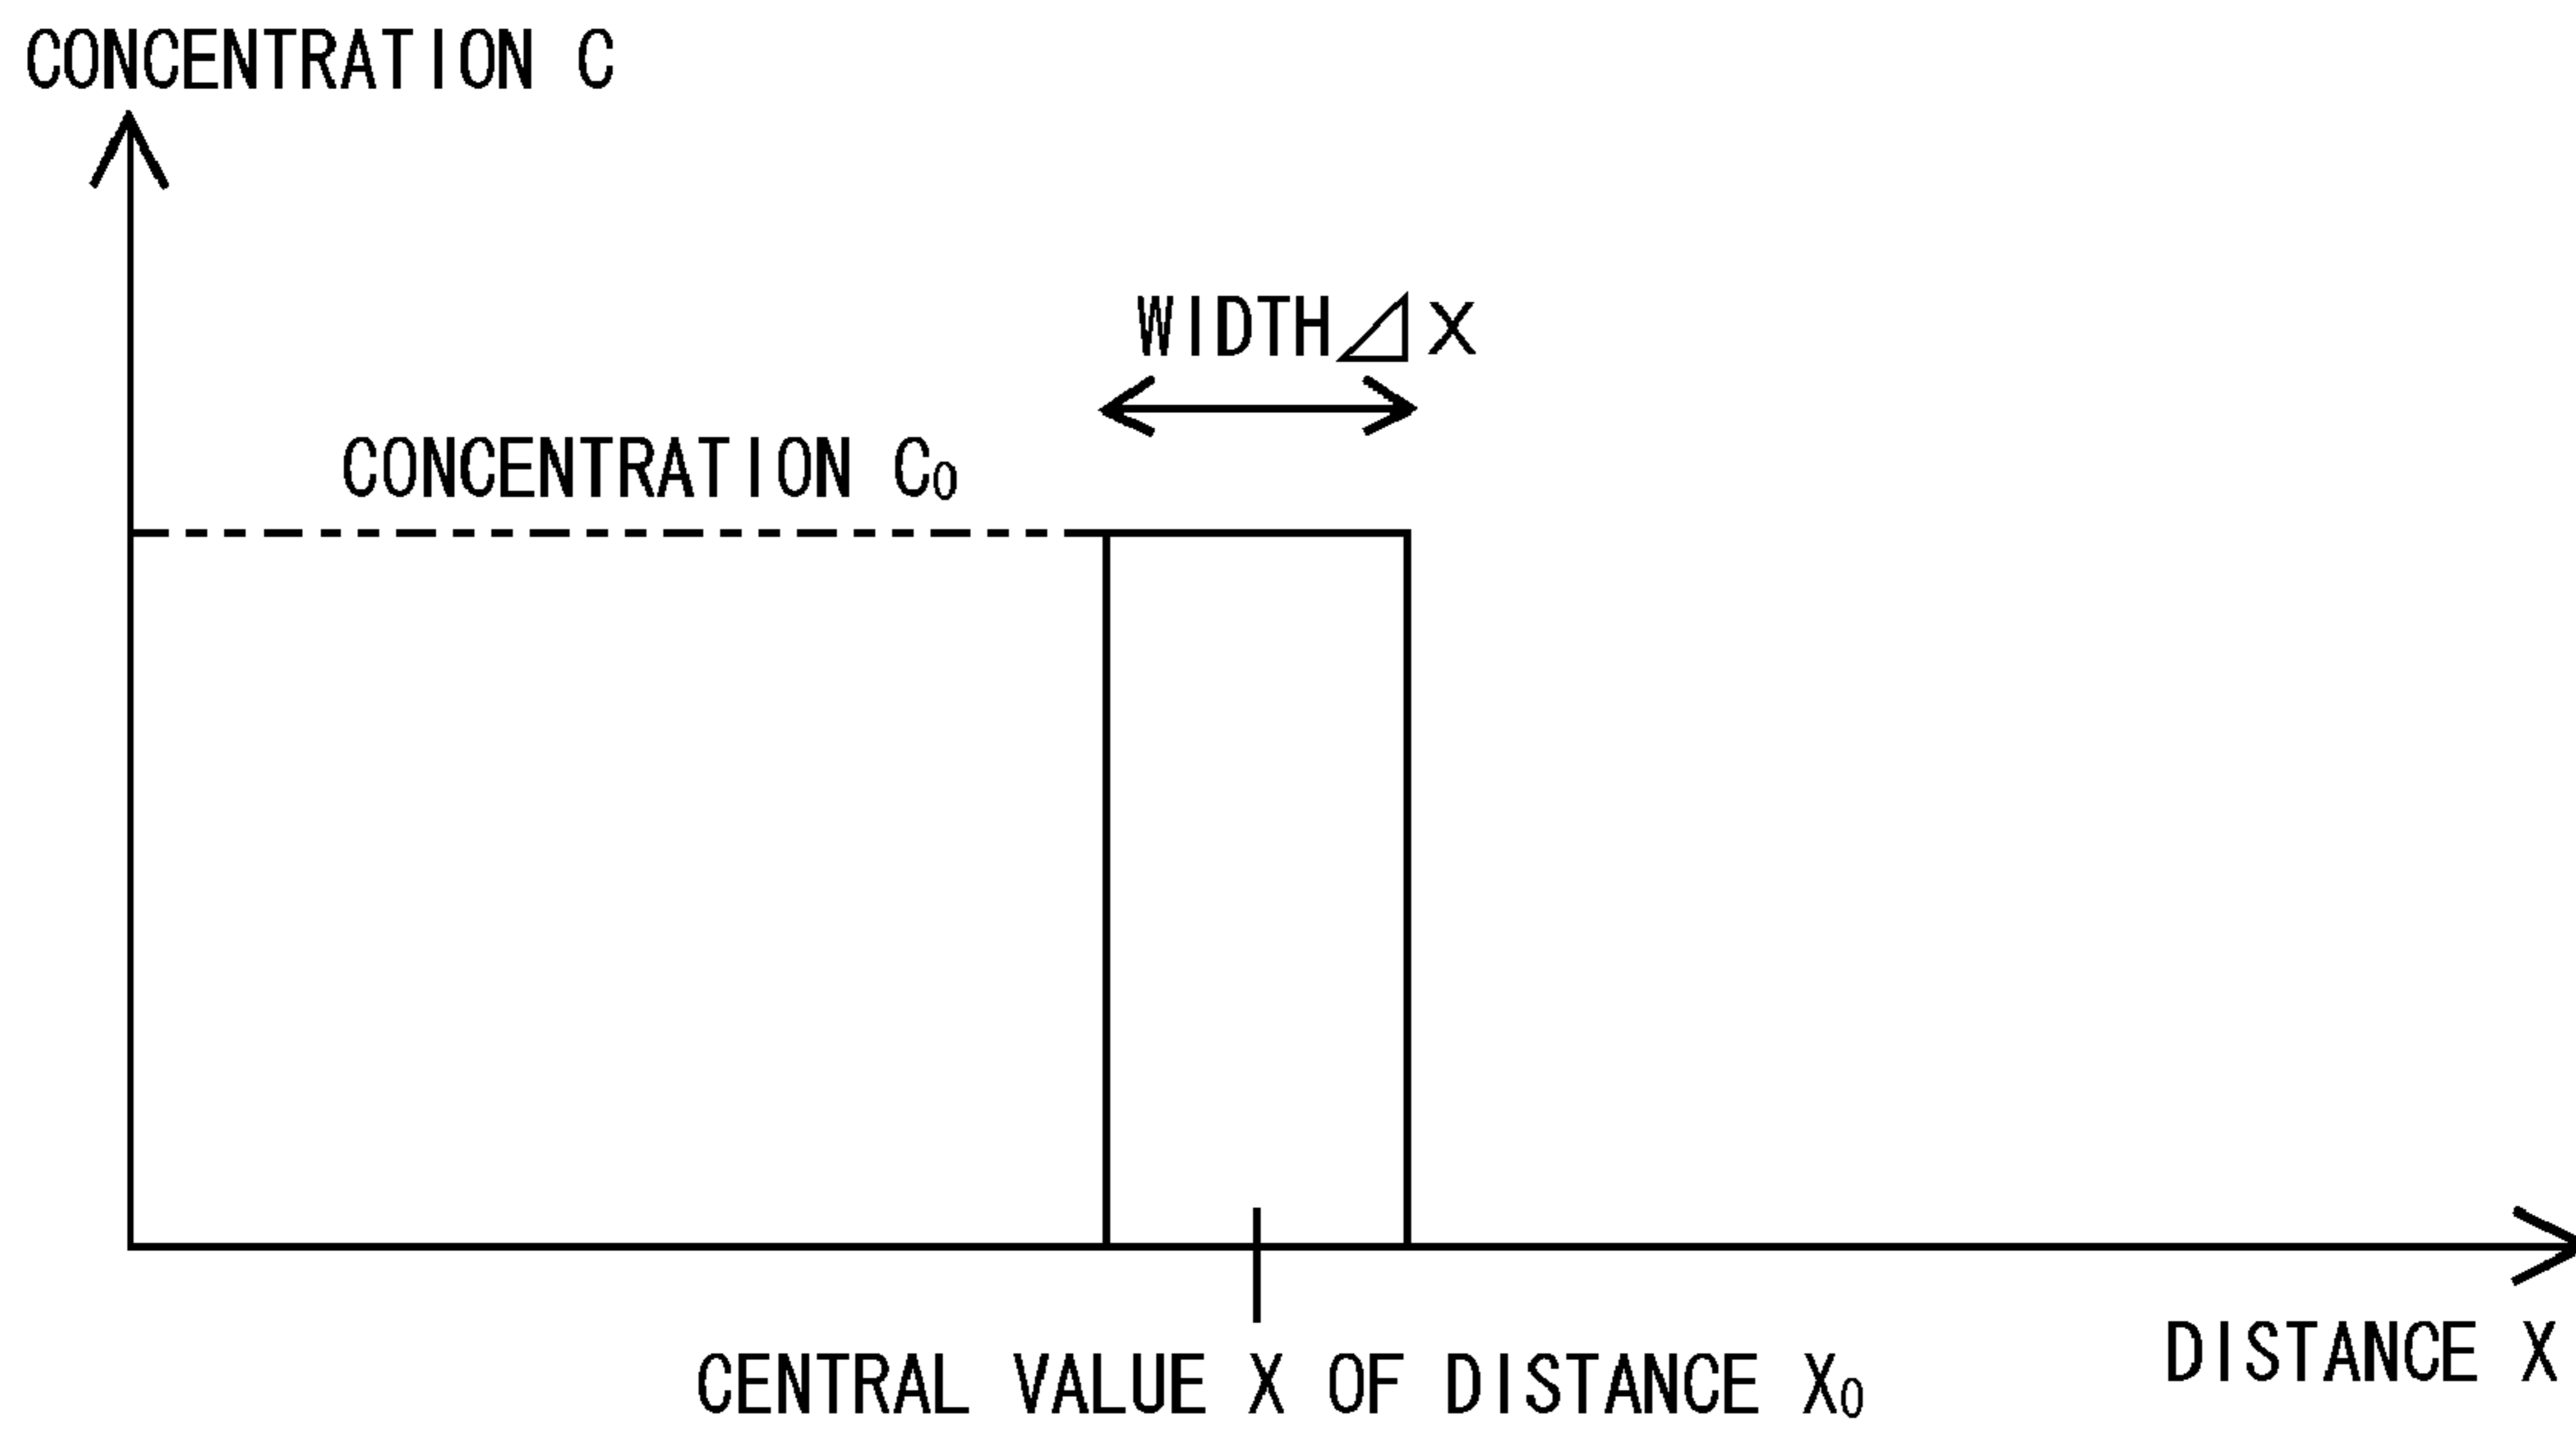 CONCENTRATION C
WIDTH⊿X
CONCENTRATION C₀
DISTANCE X
CENTRAL VALUE X OF DISTANCE X₀